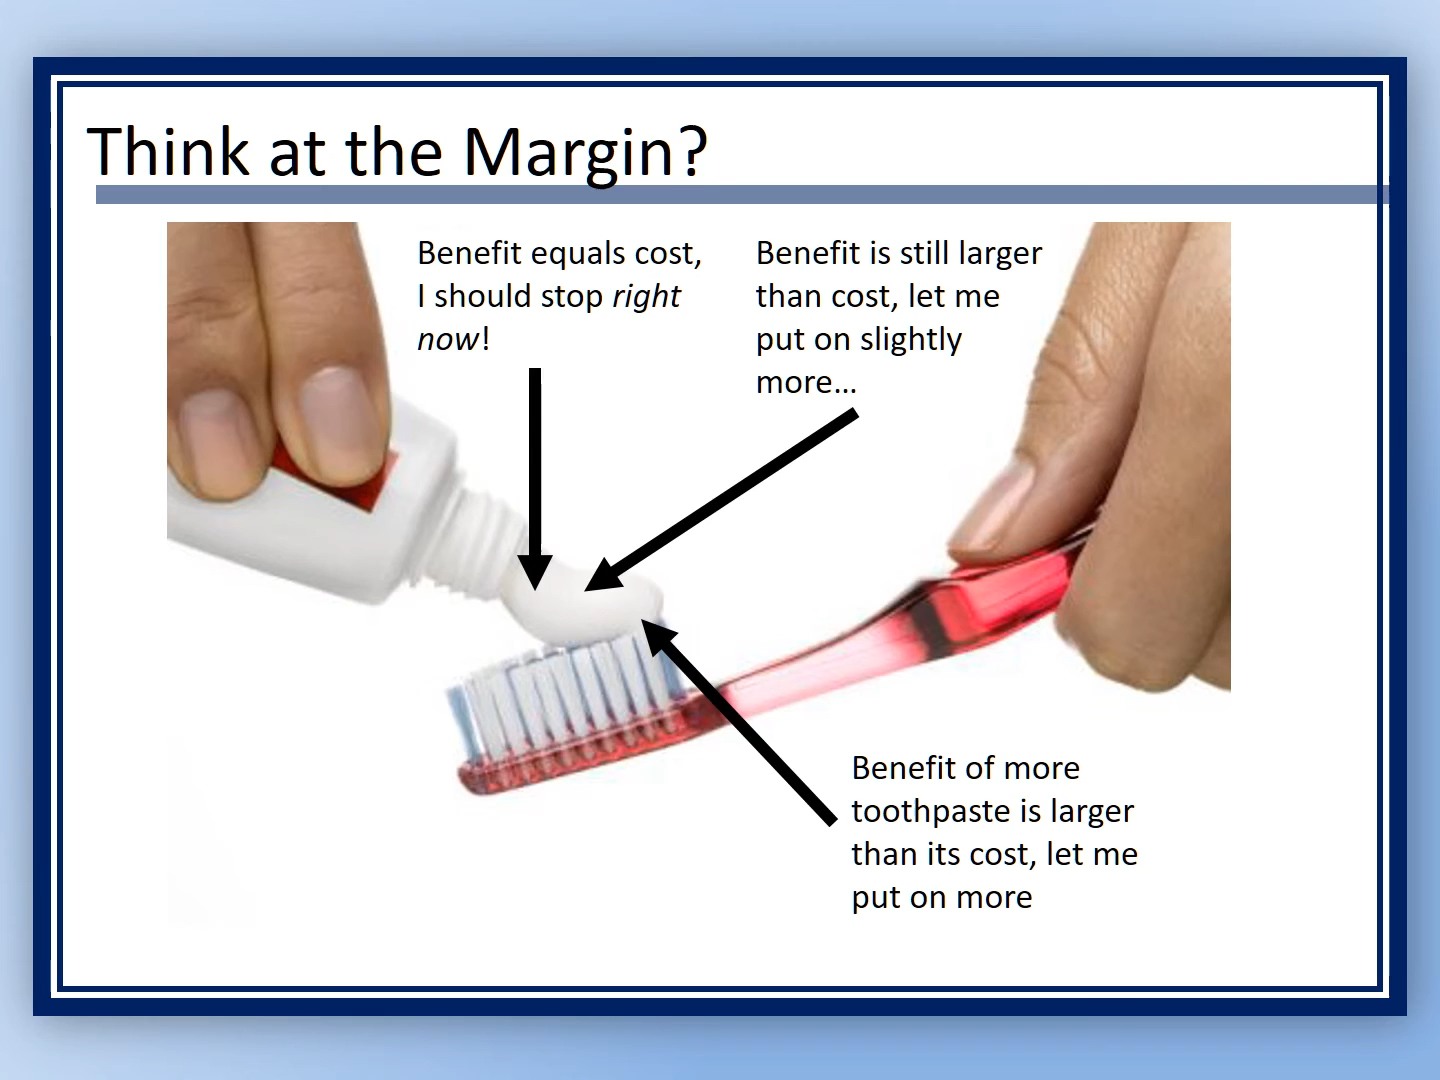 Think at the Margin?
Benefit equals cost,
I should stop right
now!
Benefit is still larger
than cost, let me
put on slightly
more…
Benefit of more
toothpaste is larger
than its cost, let me
put on more